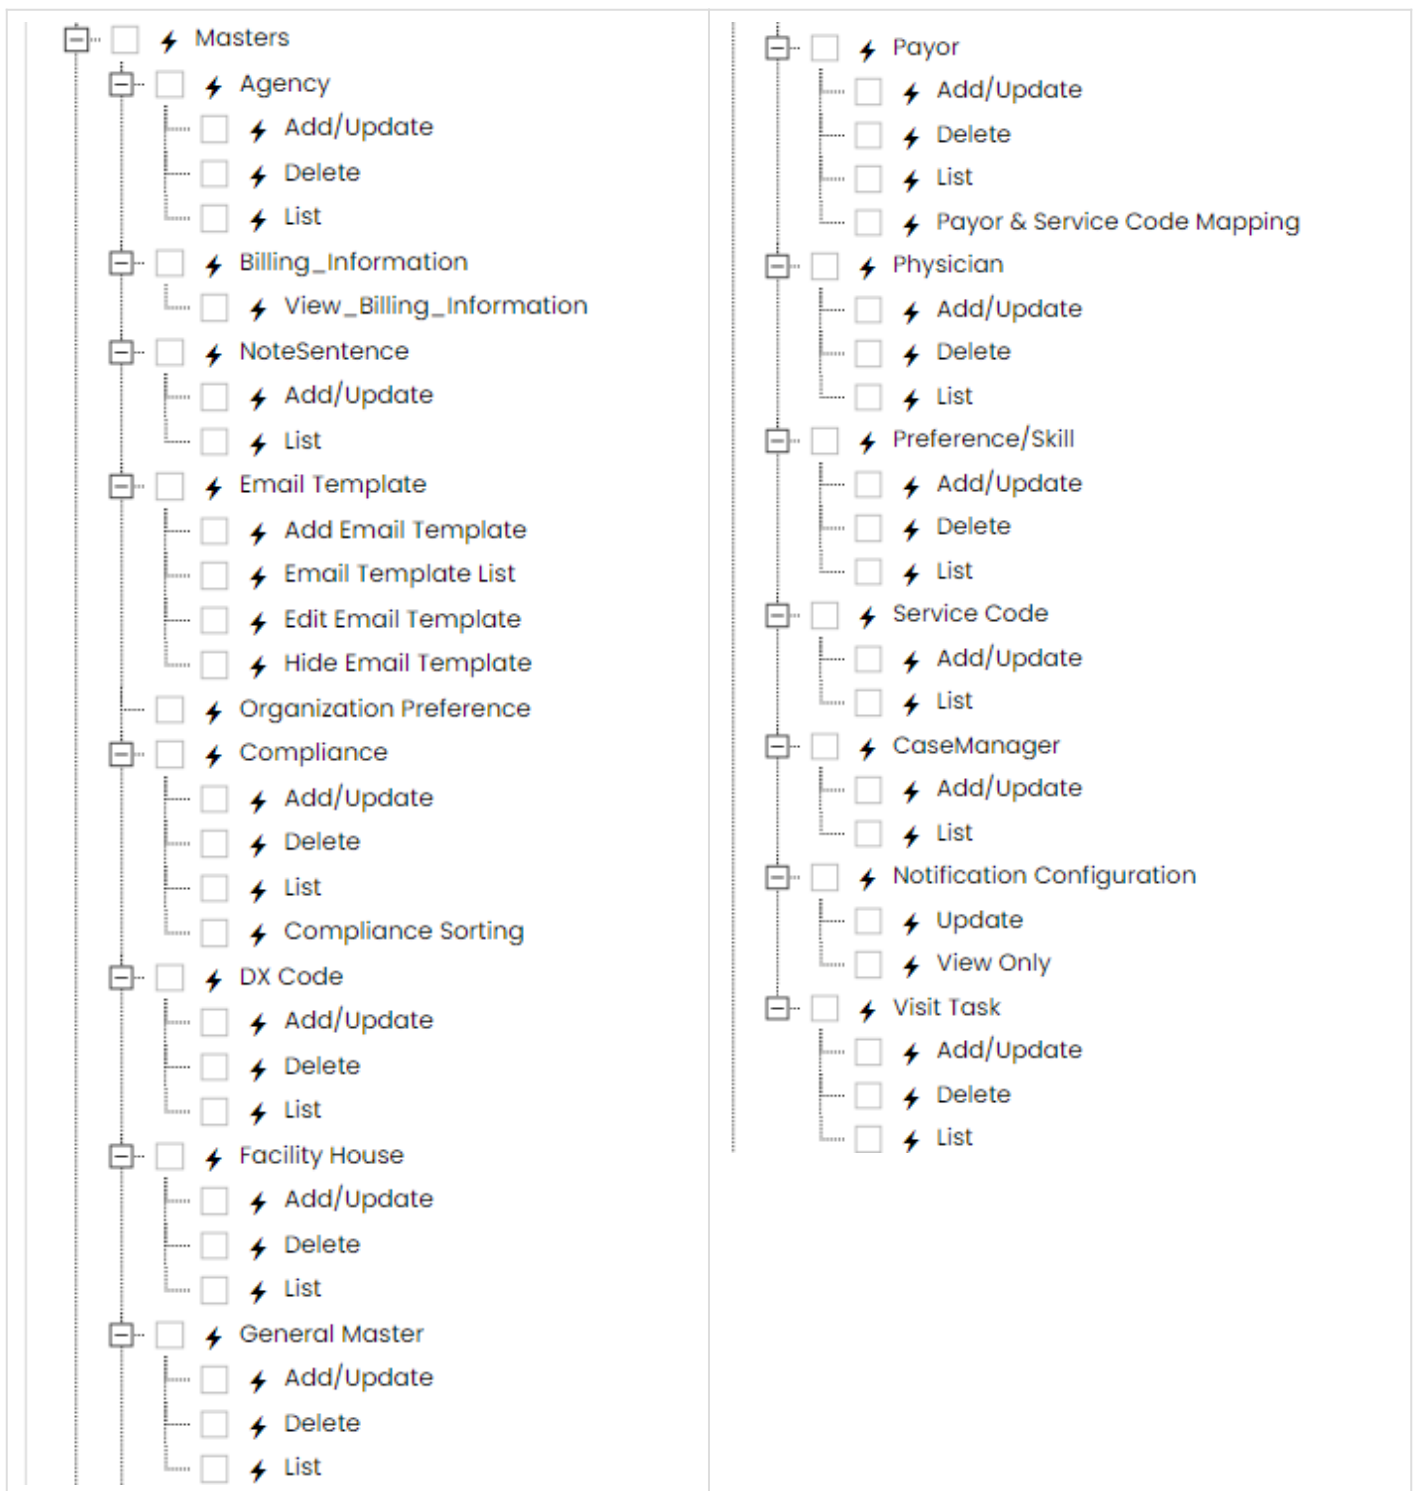 Masters
Agency
Add/Update
Delete
List
Billing_Information
View_Billing_Information
NoteSentence
Add/Update
List
Email Template
Add Email Template
Email Template List
Edit Email Template
Hide Email Template
Organization Preference
Compliance
Add/Update
Delete
List
Compliance Sorting
DX Code
Add/Update
Delete
List
Facility House
Add/Update
Delete
List
General Master
Add/Update
Delete
List
Payor
Add/Update
Delete
List
Payor & Service Code Mapping
Physician
Add/Update
Delete
List
Preference/Skill
Add/Update
Delete
List
Service Code
Add/Update
List
CaseManager
Add/Update
List
Notification Configuration
Update
View Only
Visit Task
Add/Update
Delete
List